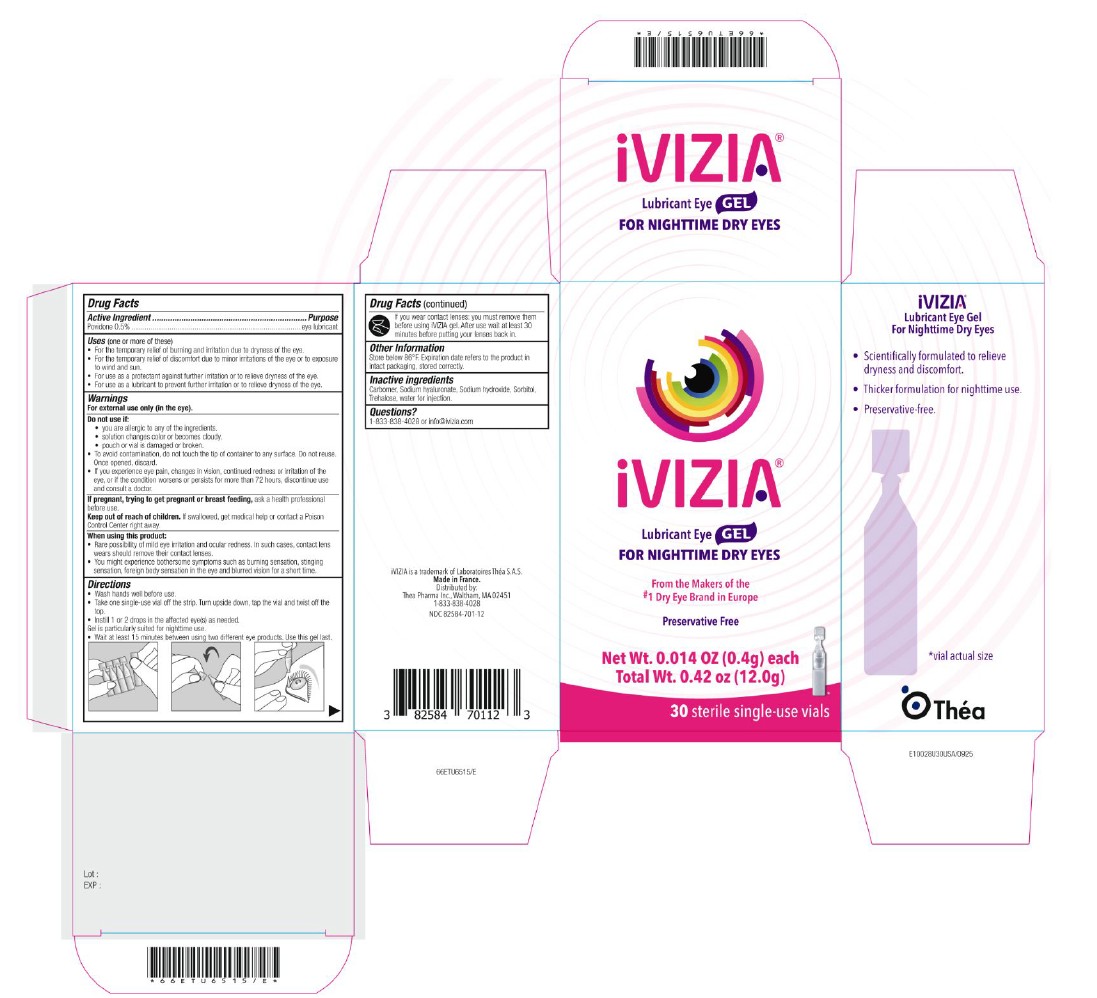 *66ETU6515/E*
iVIZIA®
Lubricant Eye GEL
FOR NIGHTTIME DRY EYES
Drug Facts
Active Ingredient ........ Purpose
Povidone 0.5% ........ eye lubricant
Uses (one or more of these)
• For the temporary relief of burning and irritation due to dryness of the eye.
• For the temporary relief of discomfort due to minor irritations of the eye or to exposure
to wind and sun.
• For use as a protectant against further irritation or to relieve dryness of the eye.
• For use as a lubricant to prevent further irritation or to relieve dryness of the eye.
Warnings
For external use only (in the eye).
Do not use if:
• you are allergic to any of the ingredients.
• solution changes color or becomes cloudy.
• pouch or vial is damaged or broken.
• To avoid contamination, do not touch the tip of container to any surface. Do not reuse.
Once opened, discard.
• If you experience eye pain, changes in vision, continued redness or irritation of the
eye, or if the condition worsens or persists for more than 72 hours, discontinue use
and consult a doctor.
If pregnant, trying to get pregnant or breast feeding, ask a health professional
before use.
Keep out of reach of children. If swallowed, get medical help or contact a Poison
Control Center right away.
When using this product:
• Rare possibility of mild eye irritation and ocular redness. In such cases, contact lens
wears should remove their contact lenses.
• You might experience bothersome symptoms such as burning sensation, stinging
sensation, foreign body sensation in the eye and blurred vision for a short time.
Directions
• Wash hands well before use.
• Take one single-use vial off the strip. Turn upside down, tap the vial and twist off the
top.
• Instill 1 or 2 drops in the affected eye(s) as needed.
Gel is particularly suited for nighttime use.
• Wait at least 15 minutes between using two different eye products. Use this gel last.
Lot :
EXP :
*66ETU6515/E*
Drug Facts (continued)
If you wear contact lenses: you must remove them
before using iVIZIA gel. After use wait at least 30
minutes before putting your lenses back in.
Other Information
Store below 86°F. Expiration date refers to the product in
intact packaging, stored correctly.
Inactive ingredients
Carbomer, Sodium hyaluronate, Sodium hydroxide, Sorbitol,
Trehalose, water for injection.
Questions?
1-833-838-4028 or info@ivizia.com
iVIZIA is a trademark of Laboratoires Théa S.A.S.
Made in France.
Distributed by:
Thea Pharma Inc., Waltham, MA 02451
1-833-838-4028
NDC 82584-701-12
3 82584 70112 3
66ETU6515/E
iVIZIA®
Lubricant Eye GEL
FOR NIGHTTIME DRY EYES
From the Makers of the
#1 Dry Eye Brand in Europe
Preservative Free
Net Wt. 0.014 OZ (0.4g) each
Total Wt. 0.42 oz (12.0g)
*
30 sterile single-use vials
iVIZIA®
Lubricant Eye Gel
For Nighttime Dry Eyes
• Scientifically formulated to relieve
dryness and discomfort.
• Thicker formulation for nighttime use.
• Preservative-free.
*vial actual size
Théa
E10028U30USA/0925